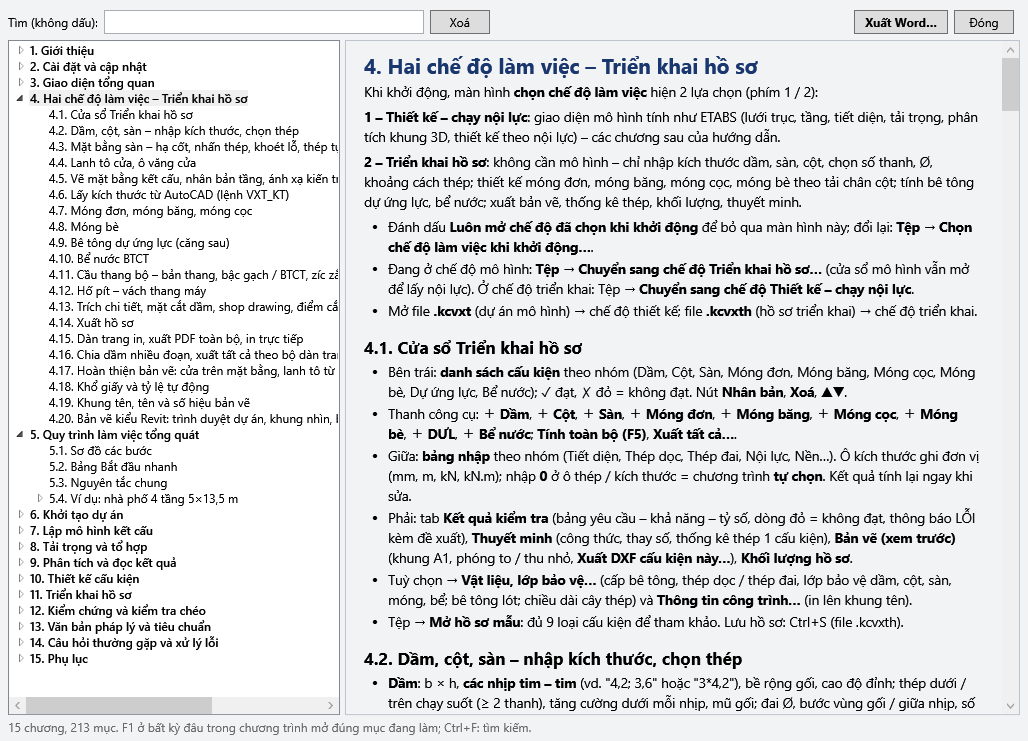 Tìm (không dấu):
Xoá
Xuất Word...
Đóng
1. Giới thiệu
2. Cài đặt và cập nhật
3. Giao diện tổng quan
4. Hai chế độ làm việc – Triển khai hồ sơ
4.1. Cửa sổ Triển khai hồ sơ
4.2. Dầm, cột, sàn – nhập kích thước, chọn thép
4.3. Mặt bằng sàn – hạ cốt, nhấn thép, khoét lỗ, thép tụ
4.4. Lanh tô cửa, ô văng cửa
4.5. Vẽ mặt bằng kết cấu, nhân bản tầng, ánh xạ kiến tr
4.6. Lấy kích thước từ AutoCAD (lệnh VXT_KT)
4.7. Móng đơn, móng băng, móng cọc
4.8. Móng bè
4.9. Bê tông dự ứng lực (căng sau)
4.10. Bể nước BTCT
4.11. Cầu thang bộ – bản thang, bậc gạch / BTCT, zíc zắ
4.12. Hố pít – vách thang máy
4.13. Trích chi tiết, mặt cắt dầm, shop drawing, điểm cắ
4.14. Xuất hồ sơ
4.15. Dàn trang in, xuất PDF toàn bộ, in trực tiếp
4.16. Chia dầm nhiều đoạn, xuất tất cả theo bộ dàn tran
4.17. Hoàn thiện bản vẽ: cửa trên mặt bằng, lanh tô từ
4.18. Khổ giấy và tỷ lệ tự động
4.19. Khung tên, tên và số hiệu bản vẽ
4.20. Bản vẽ kiểu Revit: trình duyệt dự án, khung nhìn,
5. Quy trình làm việc tổng quát
5.1. Sơ đồ các bước
5.2. Bảng Bắt đầu nhanh
5.3. Nguyên tắc chung
5.4. Ví dụ: nhà phố 4 tầng 5×13,5 m
6. Khởi tạo dự án
7. Lập mô hình kết cấu
8. Tải trọng và tổ hợp
9. Phân tích và đọc kết quả
10. Thiết kế cấu kiện
11. Triển khai hồ sơ
12. Kiểm chứng và kiểm tra chéo
13. Văn bản pháp lý và tiêu chuẩn
14. Câu hỏi thường gặp và xử lý lỗi
15. Phụ lục
4. Hai chế độ làm việc – Triển khai hồ sơ
Khi khởi động, màn hình chọn chế độ làm việc hiện 2 lựa chọn (phím 1 / 2):
1 – Thiết kế – chạy nội lực: giao diện mô hình tính như ETABS (lưới trục, tầng, tiết diện, tải trọng, phân
tích khung 3D, thiết kế theo nội lực) – các chương sau của hướng dẫn.
2 – Triển khai hồ sơ: không cần mô hình – chỉ nhập kích thước dầm, sàn, cột, chọn số thanh, Ø,
khoảng cách thép; thiết kế móng đơn, móng băng, móng cọc, móng bè theo tải chân cột; tính bê tông
dự ứng lực, bể nước; xuất bản vẽ, thống kê thép, khối lượng, thuyết minh.
• Đánh dấu Luôn mở chế độ đã chọn khi khởi động để bỏ qua màn hình này; đổi lại: Tệp → Chọn
chế độ làm việc khi khởi động….
• Đang ở chế độ mô hình: Tệp → Chuyển sang chế độ Triển khai hồ sơ… (cửa sổ mô hình vẫn mở
để lấy nội lực). Ở chế độ triển khai: Tệp → Chuyển sang chế độ Thiết kế – chạy nội lực.
• Mở file .kcvxt (dự án mô hình) → chế độ thiết kế; file .kcvxth (hồ sơ triển khai) → chế độ triển khai.
4.1. Cửa sổ Triển khai hồ sơ
• Bên trái: danh sách cấu kiện theo nhóm (Dầm, Cột, Sàn, Móng đơn, Móng băng, Móng cọc, Móng
bè, Dự ứng lực, Bể nước); ✓ đạt, ✗ đỏ = không đạt. Nút Nhân bản, Xoá, ▲▼.
• Thanh công cụ: + Dầm, + Cột, + Sàn, + Móng đơn, + Móng băng, + Móng cọc, + Móng
bè, + DƯL, + Bể nước; Tính toàn bộ (F5), Xuất tất cả….
• Giữa: bảng nhập theo nhóm (Tiết diện, Thép dọc, Thép đai, Nội lực, Nền…). Ô kích thước ghi đơn vị
(mm, m, kN, kN.m); nhập 0 ở ô thép / kích thước = chương trình tự chọn. Kết quả tính lại ngay khi
sửa.
• Phải: tab Kết quả kiểm tra (bảng yêu cầu – khả năng – tỷ số, dòng đỏ = không đạt, thông báo LỖI
kèm đề xuất), Thuyết minh (công thức, thay số, thống kê thép 1 cấu kiện), Bản vẽ (xem trước)
(khung A1, phóng to / thu nhỏ, Xuất DXF cấu kiện này…), Khối lượng hồ sơ.
• Tuỳ chọn → Vật liệu, lớp bảo vệ… (cấp bê tông, thép dọc / thép đai, lớp bảo vệ dầm, cột, sàn,
móng, bể; bê tông lót; chiều dài cây thép) và Thông tin công trình… (in lên khung tên).
• Tệp → Mở hồ sơ mẫu: đủ 9 loại cấu kiện để tham khảo. Lưu hồ sơ: Ctrl+S (file .kcvxth).
4.2. Dầm, cột, sàn – nhập kích thước, chọn thép
• Dầm: b × h, các nhịp tim – tim (vd. "4,2; 3,6" hoặc "3*4,2"), bề rộng gối, cao độ đỉnh; thép dưới /
trên chạy suốt (≥ 2 thanh), tăng cường dưới mỗi nhịp, mũ gối; đai Ø, bước vùng gối / giữa nhịp, số
15 chương, 213 mục. F1 ở bất kỳ đâu trong chương trình mở đúng mục đang làm; Ctrl+F: tìm kiếm.